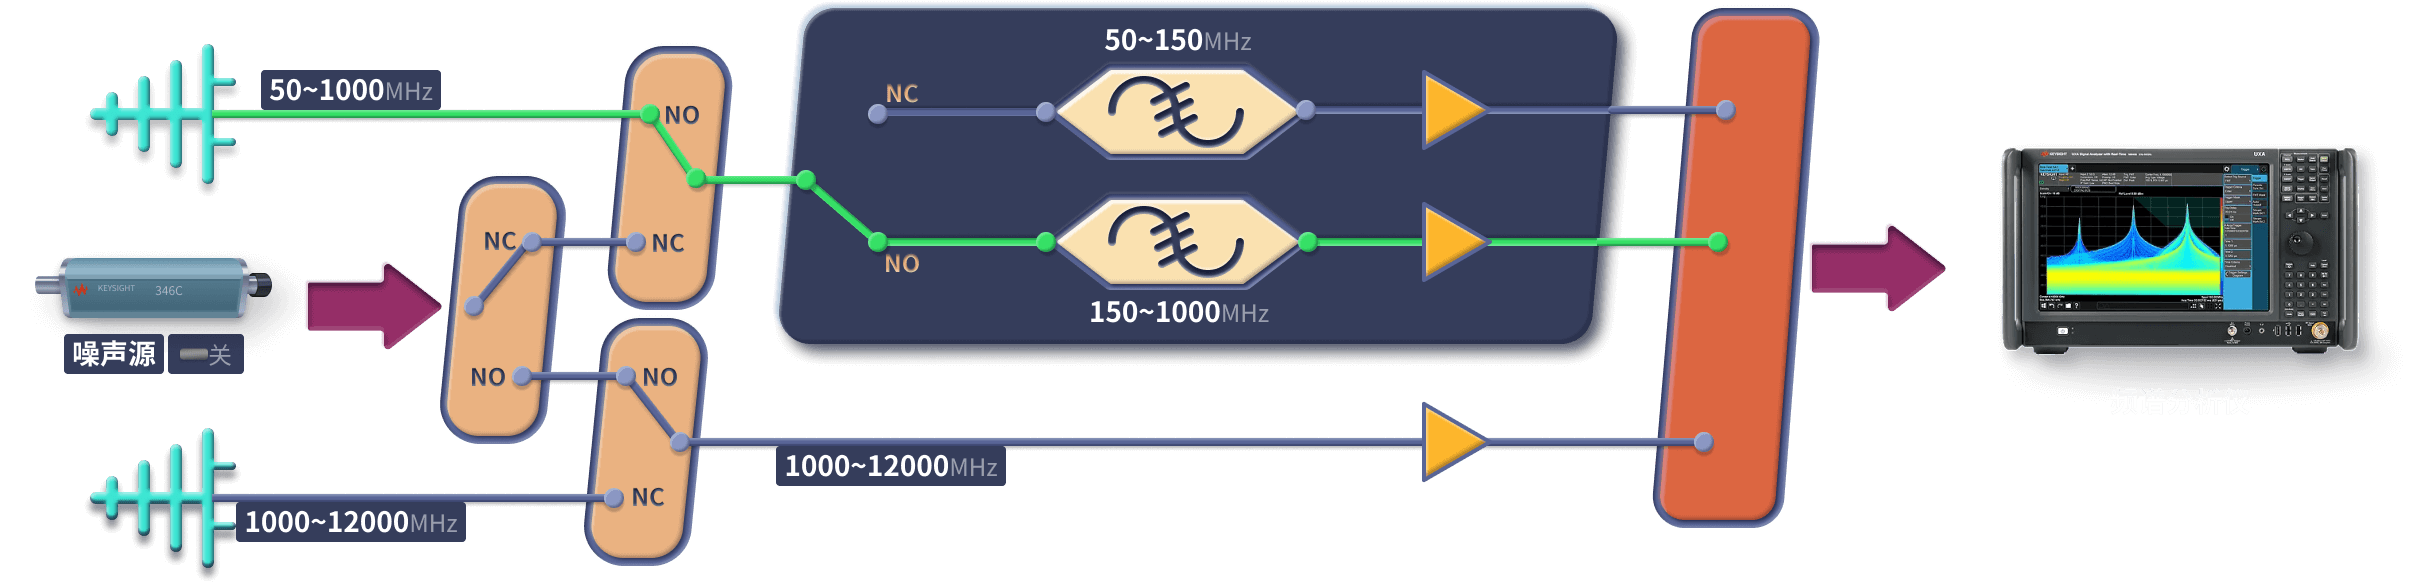 50~150MHz
NC
50~1000MHz
NO
NC
NC
NO
150~1000MHz
KEYSIGHT 346C
噪声源 关
NO
NO
1000~12000MHz
NC
1000~12000MHz
KEYSIGHT
UXA